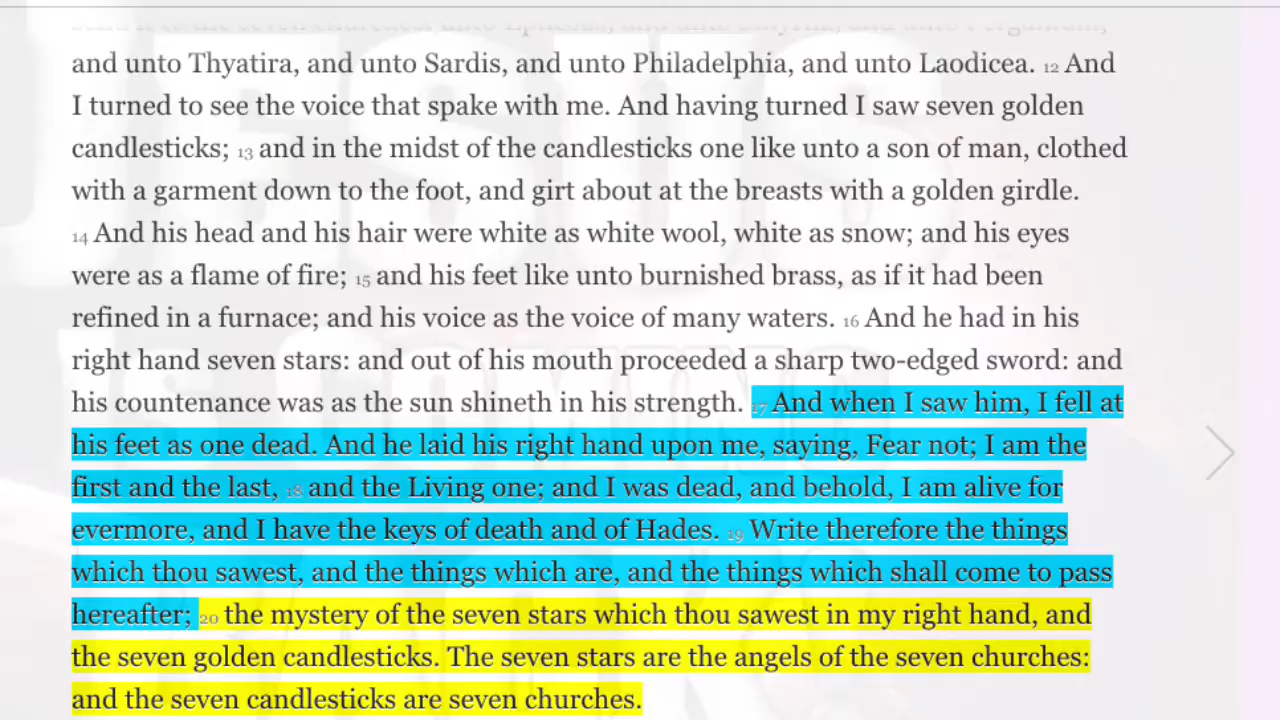 and unto Thyatira, and unto Sardis, and unto Philadelphia, and unto Laodicea. 12 And
I turned to see the voice that spake with me. And having turned I saw seven golden
candlesticks; 13 and in the midst of the candlesticks one like unto a son of man, clothed
with a garment down to the foot, and girt about at the breasts with a golden girdle.
14 And his head and his hair were white as white wool, white as snow; and his eyes
were as a flame of fire; 15 and his feet like unto burnished brass, as if it had been
refined in a furnace; and his voice as the voice of many waters. 16 And he had in his
right hand seven stars: and out of his mouth proceeded a sharp two-edged sword: and
his countenance was as the sun shineth in his strength. 17 And when I saw him, I fell at
his feet as one dead. And he laid his right hand upon me, saying, Fear not; I am the
first and the last, 18 and the Living one; and I was dead, and behold, I am alive for
evermore, and I have the keys of death and of Hades. 19 Write therefore the things
which thou sawest, and the things which are, and the things which shall come to pass
hereafter; 20 the mystery of the seven stars which thou sawest in my right hand, and
the seven golden candlesticks. The seven stars are the angels of the seven churches:
and the seven candlesticks are seven churches.
JESUS
IS COMING